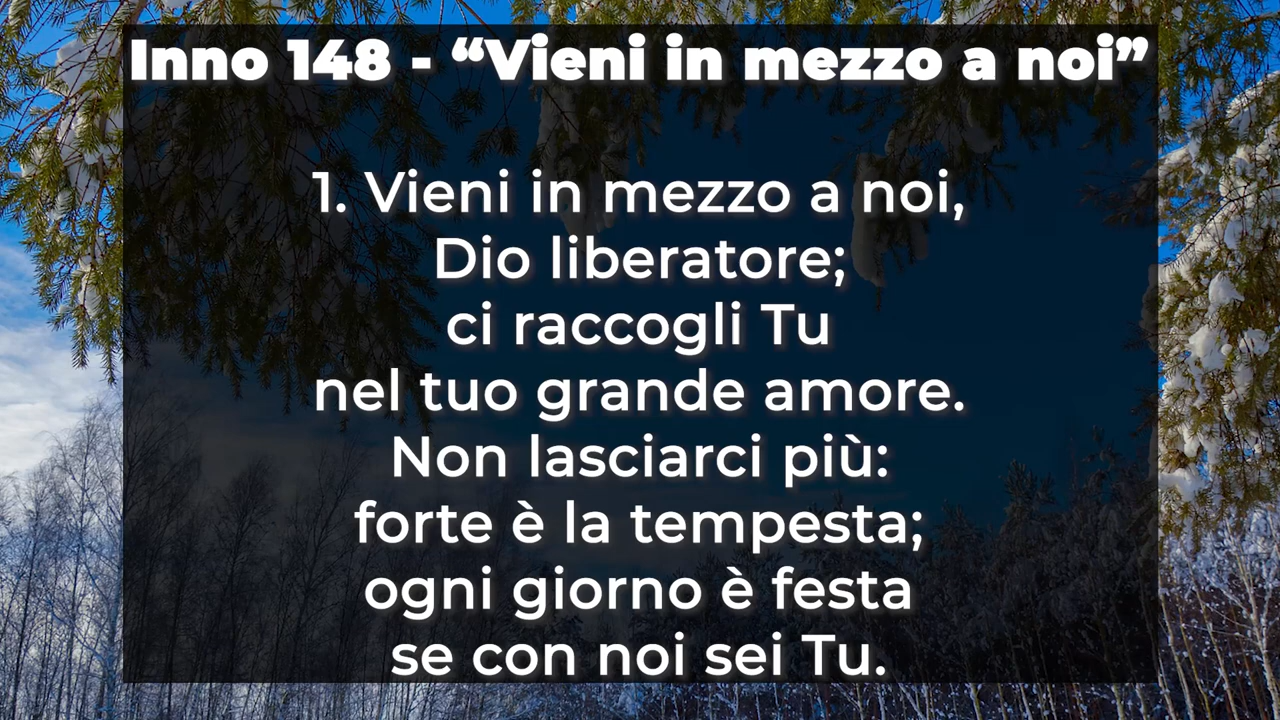 Inno 148 - “Vieni in mezzo a noi”
1. Vieni in mezzo a noi,
Dio liberatore;
ci raccogli Tu
nel tuo grande amore.
Non lasciarci più:
forte è la tempesta;
ogni giorno è festa
se con noi sei Tu.